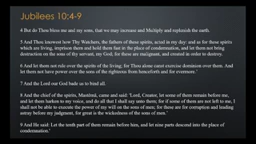 Jubilees 10:4-9
4 But do Thou bless me and my sons, that we may increase and Multiply and replenish the earth.
5 And Thou knowest how Thy Watchers, the fathers of these spirits, acted in my day: and as for these spirits
which are living, imprison them and hold them fast in the place of condemnation, and let them not bring
destruction on the sons of thy servant, my God; for these are malignant, and created in order to destroy.
6 And let them not rule over the spirits of the living; for Thou alone canst exercise dominion over them. And
let them not have power over the sons of the righteous from henceforth and for evermore.'
7 And the Lord our God bade us to bind all.
8 And the chief of the spirits, Mastêmâ, came and said: 'Lord, Creator, let some of them remain before me,
and let them harken to my voice, and do all that I shall say unto them; for if some of them are not left to me, I
shall not be able to execute the power of my will on the sons of men; for these are for corruption and leading
astray before my judgment, for great is the wickedness of the sons of men.'
9 And He said: Let the tenth part of them remain before him, and let nine parts descend into the place of
condemnation.'